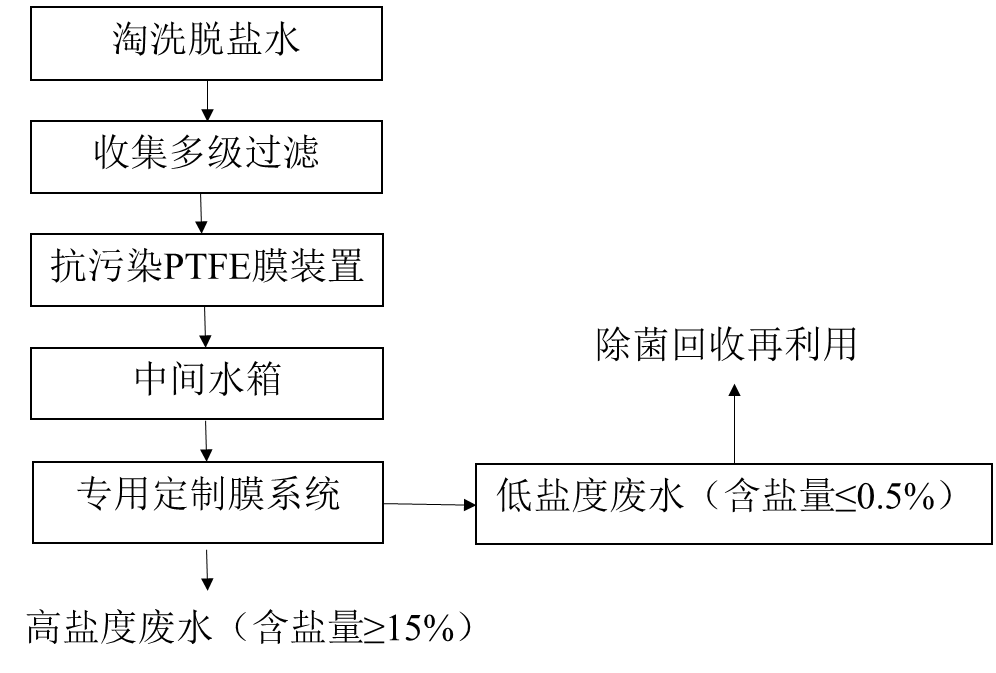 淘洗脱盐水
收集多级过滤
抗污染PTFE膜装置
中间水箱
除菌回收再利用
专用定制膜系统
低盐度废水（含盐量≤0.5%）
高盐度废水（含盐量≥15%）